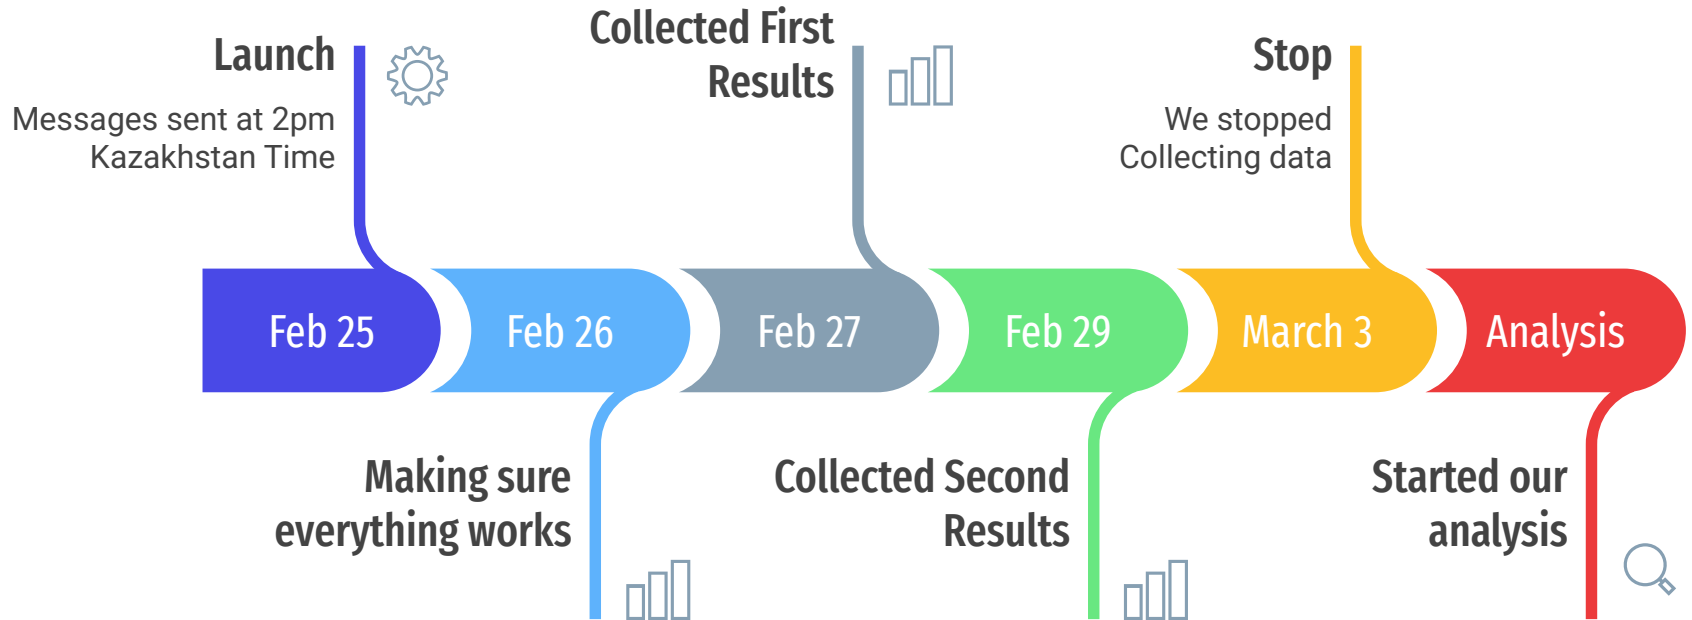 Launch
Messages sent at 2pm
Kazakhstan Time
Collected First
Results
Stop
We stopped
Collecting data
Feb 25
Feb 26
Feb 27
Feb 29
March 3
Analysis
Making sure
everything works
Collected Second
Results
Started our
analysis